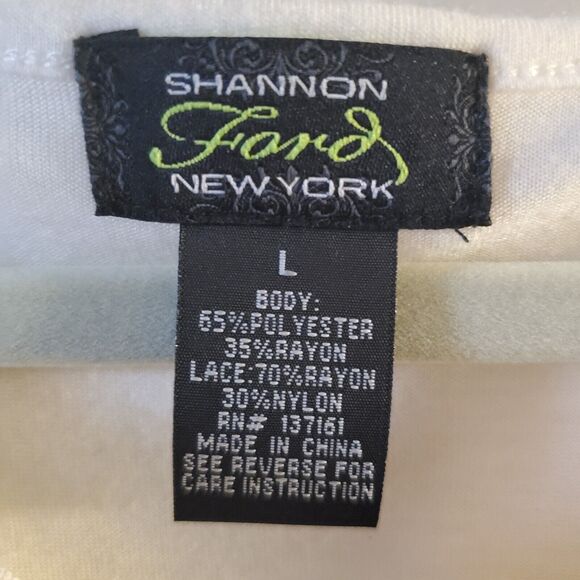 SHANNON
Ford
NEW YORK
L
BODY:
65%POLYESTER
35%RAYON
LACE:70%RAYON
30%NYLON
RN# 137161
MADE IN CHINA
SEE REVERSE FOR
CARE INSTRUCTION